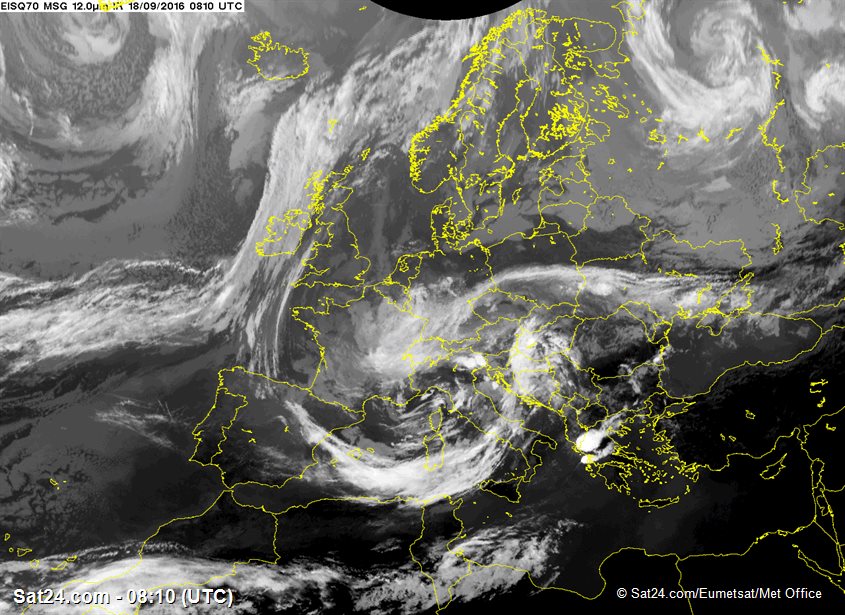 EISQ70 MSG 12.0µm IR 18/09/2016 0810 UTC
Sat24.com - 08:10 (UTC)
© Sat24.com/Eumetsat/Met Office